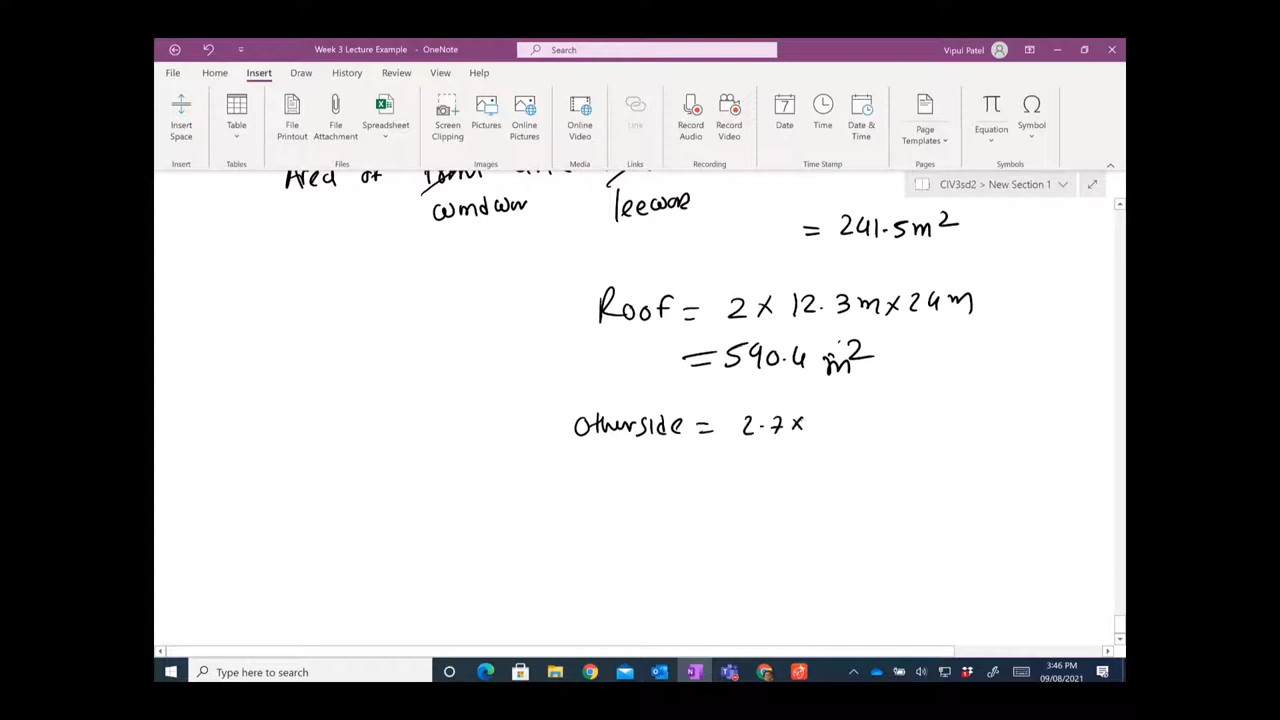 Week 3 Lecture Example - OneNote
Search
Vipul Patel
File Home Insert Draw History Review View Help
Insert Space
Table
File Printout
File Attachment
Spreadsheet
Screen Clipping
Pictures
Online Pictures
Online Video
Link
Record Audio
Record Video
Date
Time
Date & Time
Page Templates
Equation
Symbol
Insert Tables Files Images Media Links Recording Time Stamp Pages Symbols
CIV3sd2 > New Section 1
Area of
= 241.5m2
Roof = 2 x 12.3m x 24m
= 590.4 m2
Otherside = 2.7 x
Type here to search
3:46 PM
09/08/2021